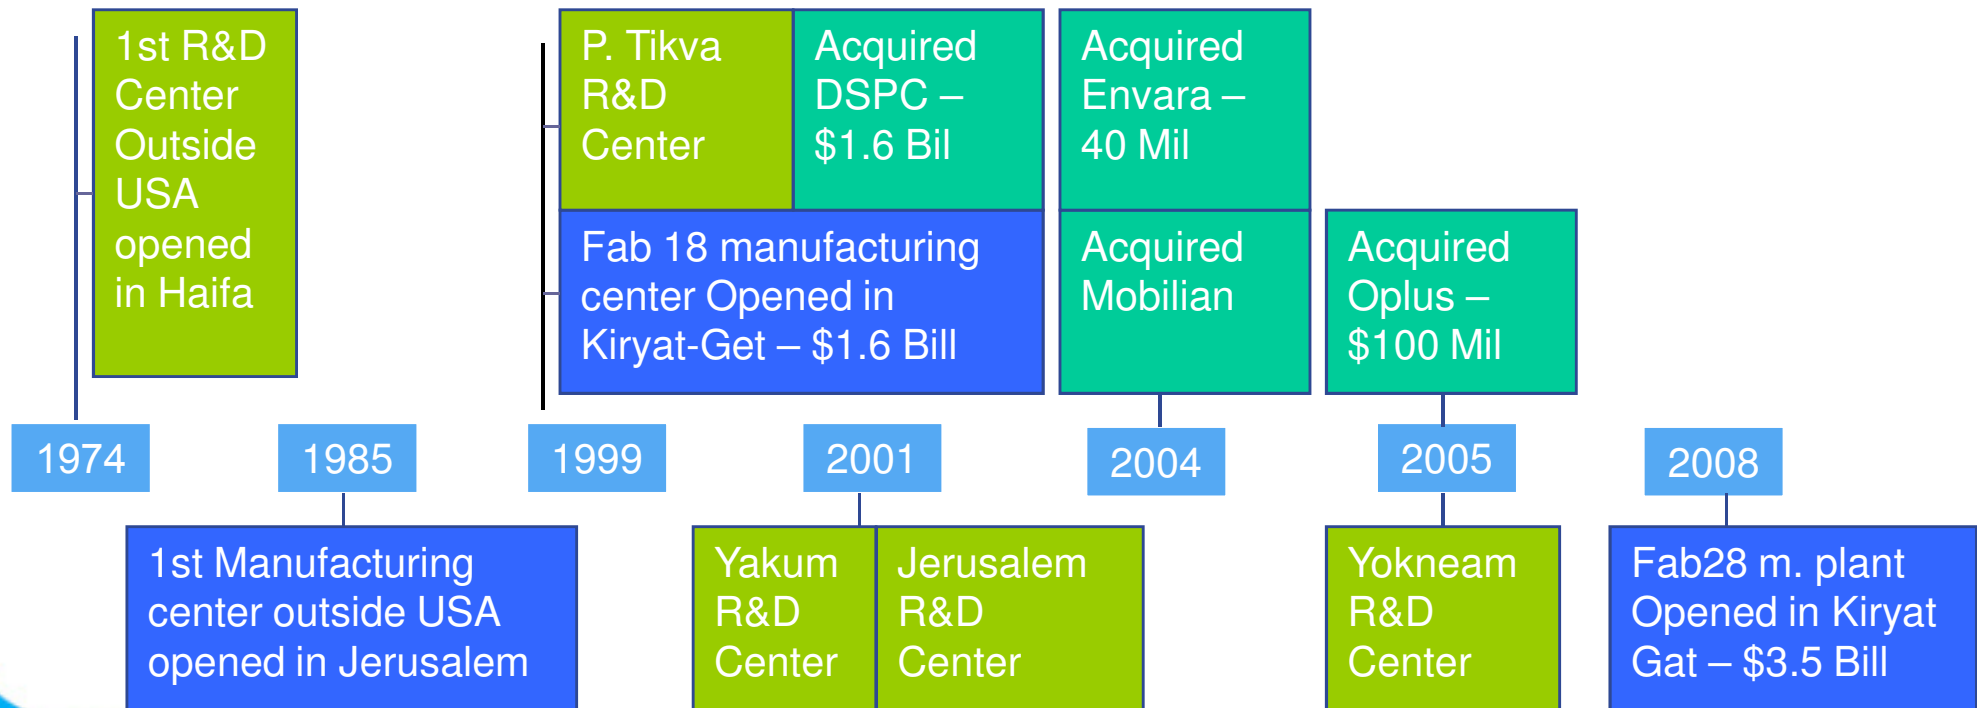 1st R&D
Center
Outside
USA
opened
in Haifa
P. Tikva
R&D
Center
Acquired
DSPC –
$1.6 Bil
Acquired
Envara –
40 Mil
Fab 18 manufacturing
center Opened in
Kiryat-Get – $1.6 Bill
Acquired
Mobilian
Acquired
Oplus –
$100 Mil
1974
1985
1999
2001
2004
2005
2008
1st Manufacturing
center outside USA
opened in Jerusalem
Yakum
R&D
Center
Jerusalem
R&D
Center
Yokneam
R&D
Center
Fab28 m. plant
Opened in Kiryat
Gat – $3.5 Bill